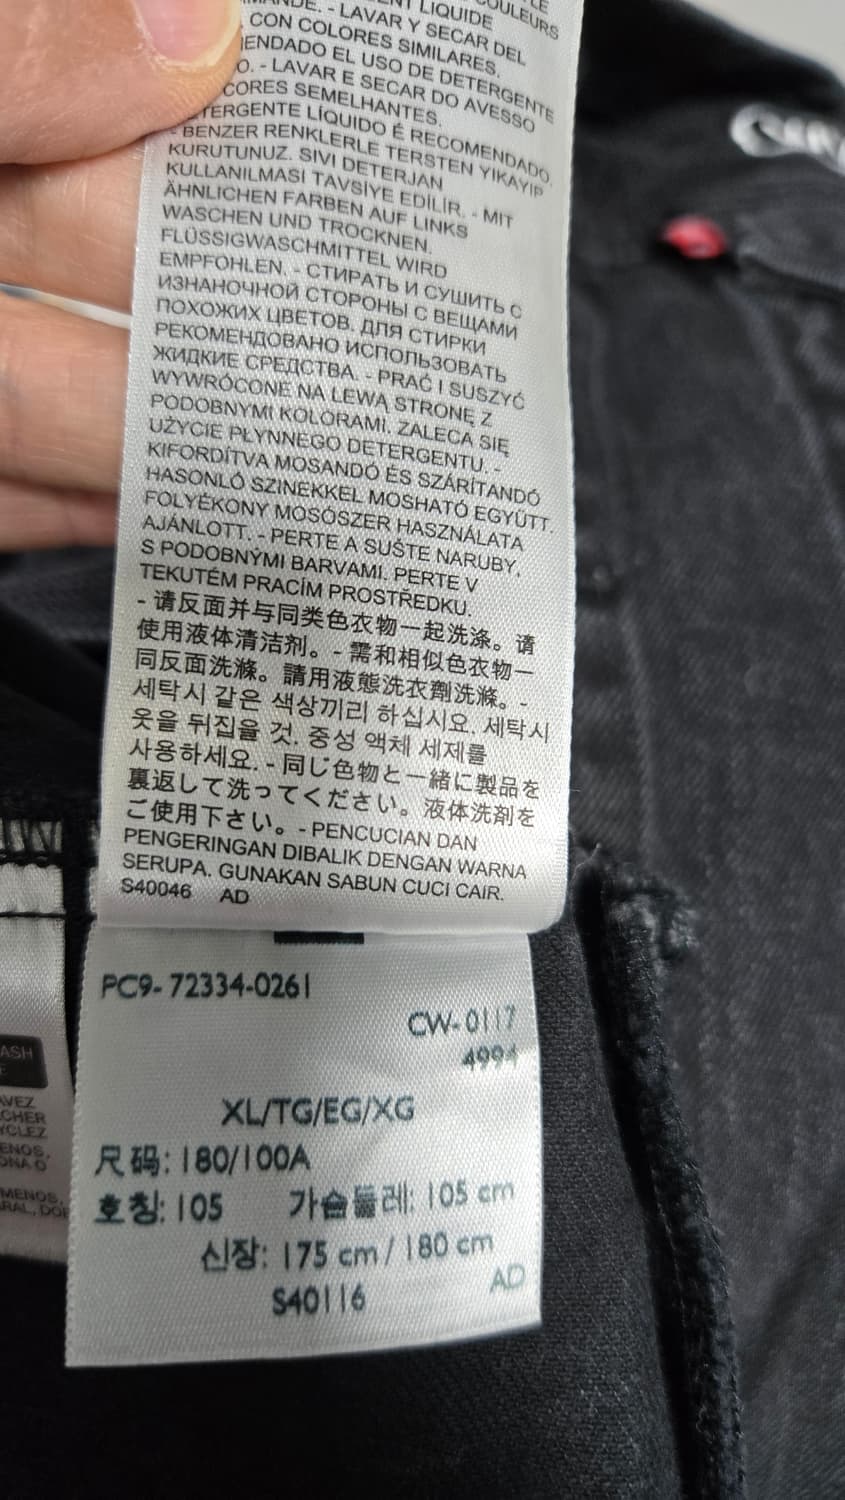 COULEURS
LIQUIDE
- LAVAR Y SECAR DEL
CON COLORES SIMILARES.
EL USO DE DETERGENTE
- LAVAR E SECAR DO AVESSO
CORES SEMELHANTES.
LÍQUIDO É RECOMENDADO.
- BENZER RENKLERLE TERSTEN YIKAYIP
KURUTUNUZ. SIVI DETERJAN
KULLANILMASI TAVSİYE EDİLİR. - MIT
ÄHNLICHEN FARBEN AUF LINKS
WASCHEN UND TROCKNEN.
FLÜSSIGWASCHMITTEL WIRD
EMPFOHLEN. - СТИРАТЬ И СУШИТЬ С
ИЗНАНОЧНОЙ СТОРОНЫ С ВЕЩАМИ
ПОХОЖИХ ЦВЕТОВ. ДЛЯ СТИРКИ
РЕКОМЕНДОВАНО ИСПОЛЬЗОВАТЬ
ЖИДКИЕ СРЕДСТВА. - PRAĆ I SUSZYĆ
WYWRÓCONE NA LEWĄ STRONĘ Z
PODOBNYMI KOLORAMI. ZALECA SIĘ
UŻYCIE PŁYNNEGO DETERGENTU. -
KIFORDÍTVA MOSANDÓ ÉS SZÁRÍTANDÓ
HASONLÓ SZINEKKEL MOSHATÓ EGYÜTT.
FOLYÉKONY MOSÓSZER HASZNÁLATA
AJÁNLOTT. - PERTE A SUŠTE NARUBY,
S PODOBNÝMI BARVAMI. PERTE V
TEKUTÉM PRACÍM PROSTŘEDKU.
- 请反面并与同类色衣物一起洗涤。请
使用液体清洁剂。- 需和相似色衣物一
同反面洗滌。請用液態洗衣劑洗滌。-
세탁시 같은 색상끼리 하십시요. 세탁시
옷을 뒤집을 것. 중성 액체 세제를
사용하세요. - 同じ色物と一緒に製品を
裏返して洗ってください。液体洗剤を
ご使用下さい。- PENCUCIAN DAN
PENGERINGAN DIBALIK DENGAN WARNA
SERUPA. GUNAKAN SABUN CUCI CAIR.
S40046 AD
PC9-72334-0261
CW-0117
4994
XL/TG/EG/XG
尺码: 180/100A
호칭: 105 가슴둘레: 105 cm
신장: 175 cm / 180 cm
S40116 AD